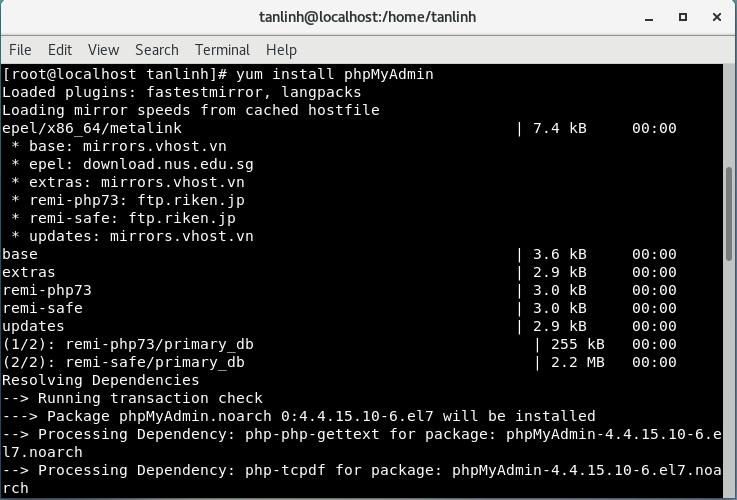 tanlinh@localhost:/home/tanlinh
File Edit View Search Terminal Help
[root@localhost tanlinh]# yum install phpMyAdmin
Loaded plugins: fastestmirror, langpacks
Loading mirror speeds from cached hostfile
epel/x86_64/metalink | 7.4 kB 00:00
 * base: mirrors.vhost.vn
 * epel: download.nus.edu.sg
 * extras: mirrors.vhost.vn
 * remi-php73: ftp.riken.jp
 * remi-safe: ftp.riken.jp
 * updates: mirrors.vhost.vn
base | 3.6 kB 00:00
extras | 2.9 kB 00:00
remi-php73 | 3.0 kB 00:00
remi-safe | 3.0 kB 00:00
updates | 2.9 kB 00:00
(1/2): remi-php73/primary_db | 255 kB 00:00
(2/2): remi-safe/primary_db | 2.2 MB 00:00
Resolving Dependencies
--> Running transaction check
---> Package phpMyAdmin.noarch 0:4.4.15.10-6.el7 will be installed
--> Processing Dependency: php-php-gettext for package: phpMyAdmin-4.4.15.10-6.e
l7.noarch
--> Processing Dependency: php-tcpdf for package: phpMyAdmin-4.4.15.10-6.el7.noa
rch